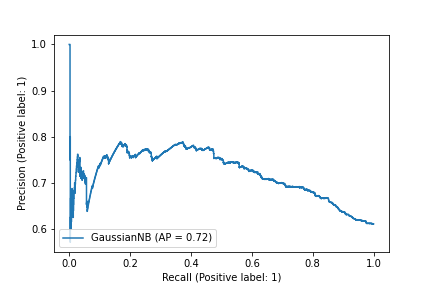 1.0
0.9
0.8
0.7
0.6
Precision (Positive label: 1)
GaussianNB (AP = 0.72)
0.0 0.2 0.4 0.6 0.8 1.0
Recall (Positive label: 1)